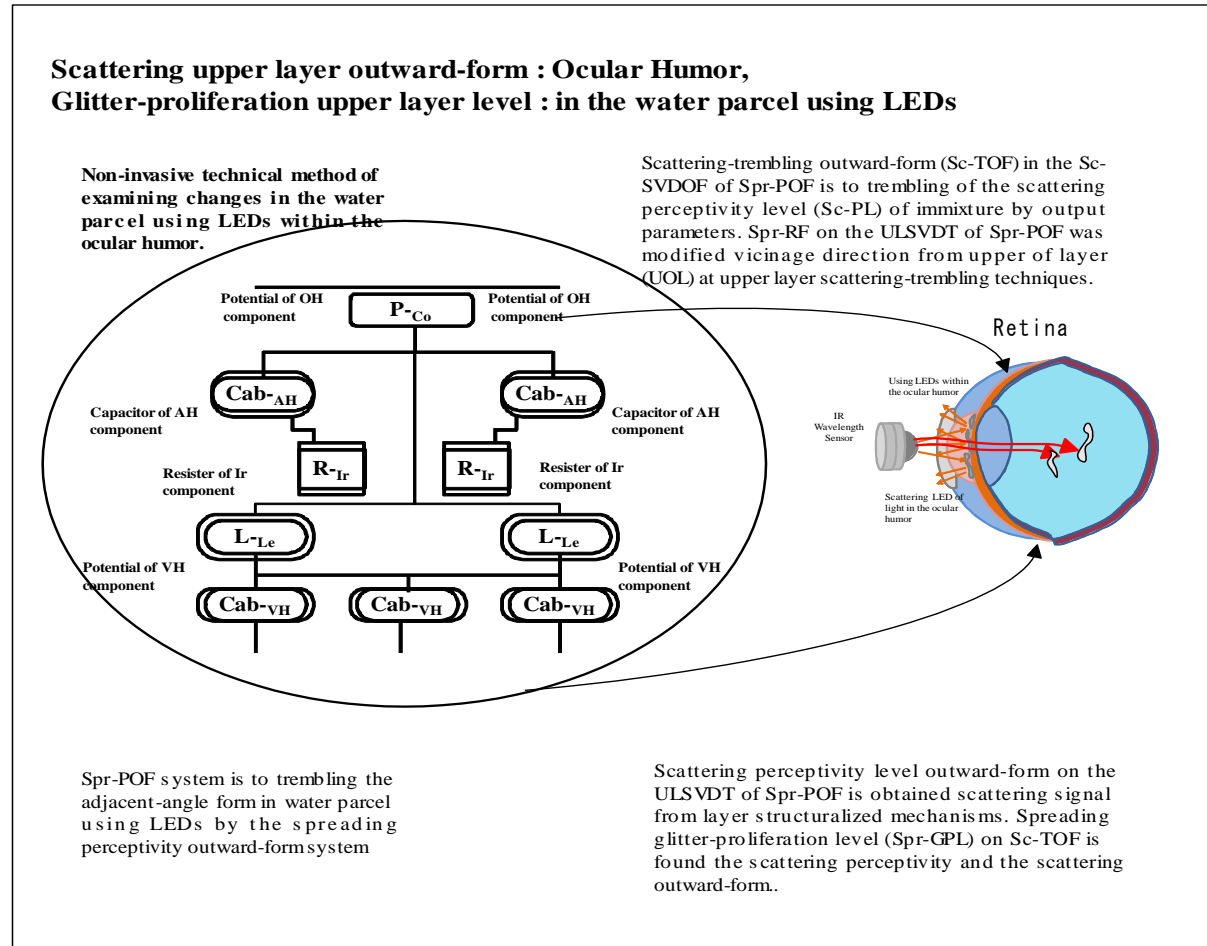 Scattering upper layer outward-form : Ocular Humor,
Glitter-proliferation upper layer level : in the water parcel using LEDs
Non-invasive technical method of
examining changes in the water
parcel using LEDs within the
ocular humor.
Scattering-trembling outward-form (Sc-TOF) in the Sc-
SVDOF of Spr-POF is to trembling of the scattering
perceptivity level (Sc-PL) of immixture by output
parameters. Spr-RF on the ULSVDT of Spr-POF was
modified vicinage direction from upper of layer
(UOL) at upper layer scattering-trembling techniques.
Potential of OH
component
P-Co
Potential of OH
component
Cab-AH
Cab-AH
Capacitor of AH
component
Capacitor of AH
component
R-Ir
R-Ir
Resister of Ir
component
Resister of Ir
component
L-Le
L-Le
Potential of VH
component
Potential of VH
component
Cab-VH
Cab-VH
Cab-VH
Retina
Using LEDs within
the ocular humor
IR
Wavelength
Sensor
Scattering LED of
light in the ocular
humor
Spr-POF system is to trembling the
adjacent-angle form in water parcel
using LEDs by the spreading
perceptivity outward-form system
Scattering perceptivity level outward-form on the
ULSVDT of Spr-POF is obtained scattering signal
from layer structuralized mechanisms. Spreading
glitter-proliferation level (Spr-GPL) on Sc-TOF is
found the scattering perceptivity and the scattering
outward-form..